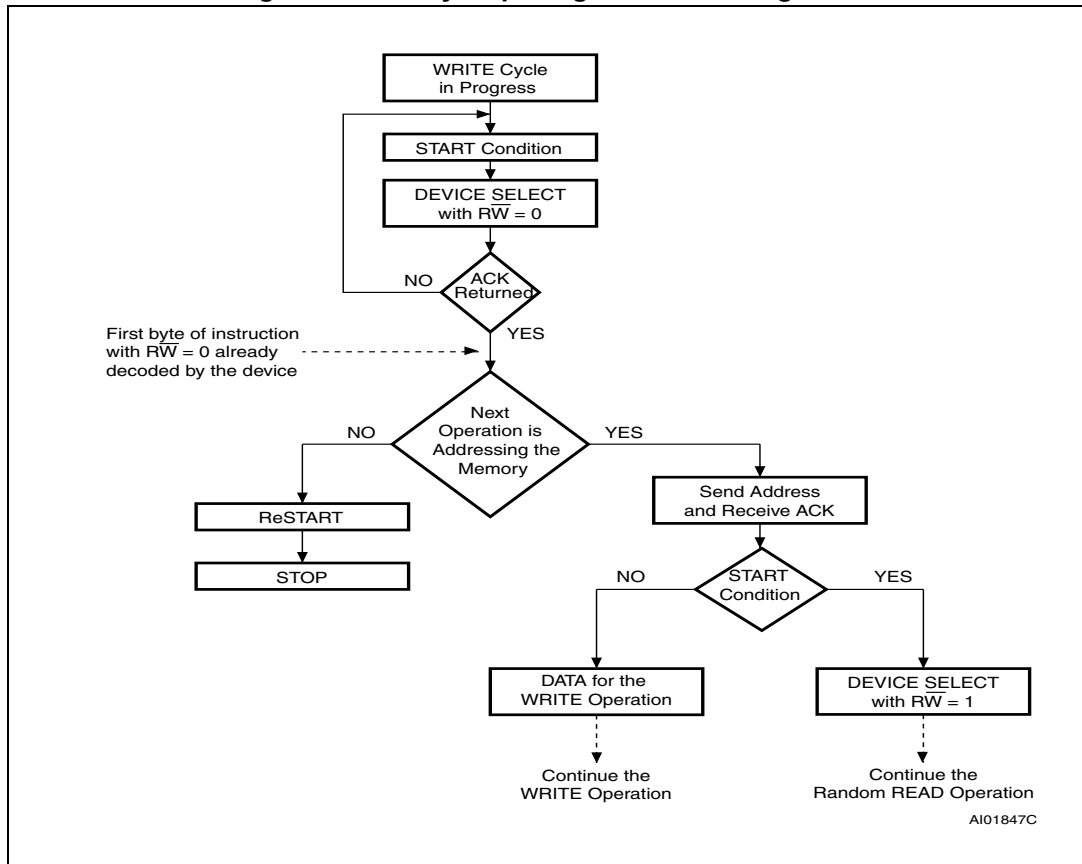 WRITE Cycle
in Progress
START Condition
DEVICE SELECT
with RW̅ = 0
NO
ACK
Returned
YES
First byte of instruction
with RW̅ = 0 already
decoded by the device
NO
Next
Operation is
Addressing the
Memory
YES
ReSTART
STOP
Send Address
and Receive ACK
NO
START
Condition
YES
DATA for the
WRITE Operation
DEVICE SELECT
with RW̅ = 1
Continue the
WRITE Operation
Continue the
Random READ Operation
AI01847C